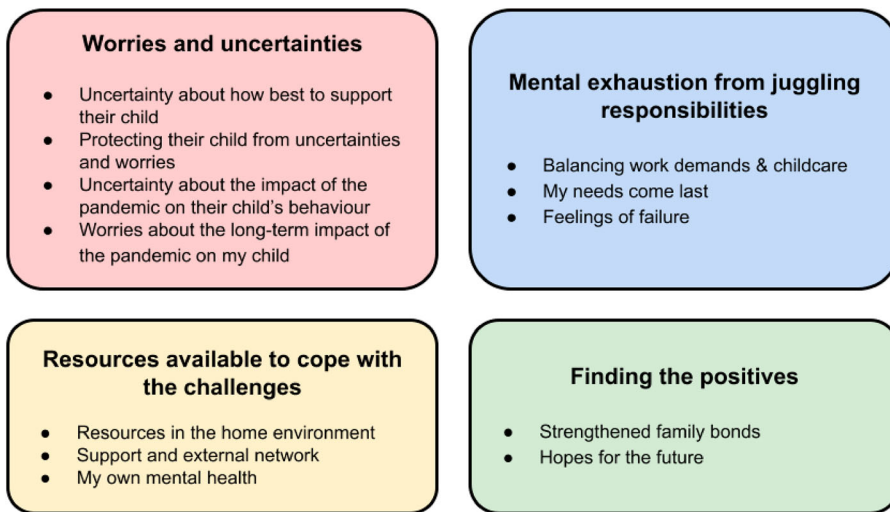 Worries and uncertainties
● Uncertainty about how best to support
their child
● Protecting their child from uncertainties
and worries
● Uncertainty about the impact of the
pandemic on their child's behaviour
● Worries about the long-term impact of
the pandemic on my child
Mental exhaustion from juggling
responsibilities
● Balancing work demands & childcare
● My needs come last
● Feelings of failure
Resources available to cope with
the challenges
● Resources in the home environment
● Support and external network
● My own mental health
Finding the positives
● Strengthened family bonds
● Hopes for the future